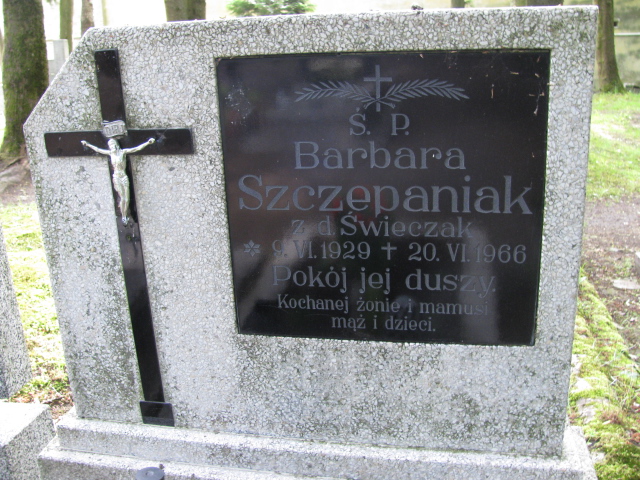 Ś. P.
Barbara
Szczepaniak
z d. Świeczak
* 9. VI. 1929 ✝ 20. VI. 1966
Pokój jej duszy.
Kochanej żonie i mamusi
mąż i dzieci.